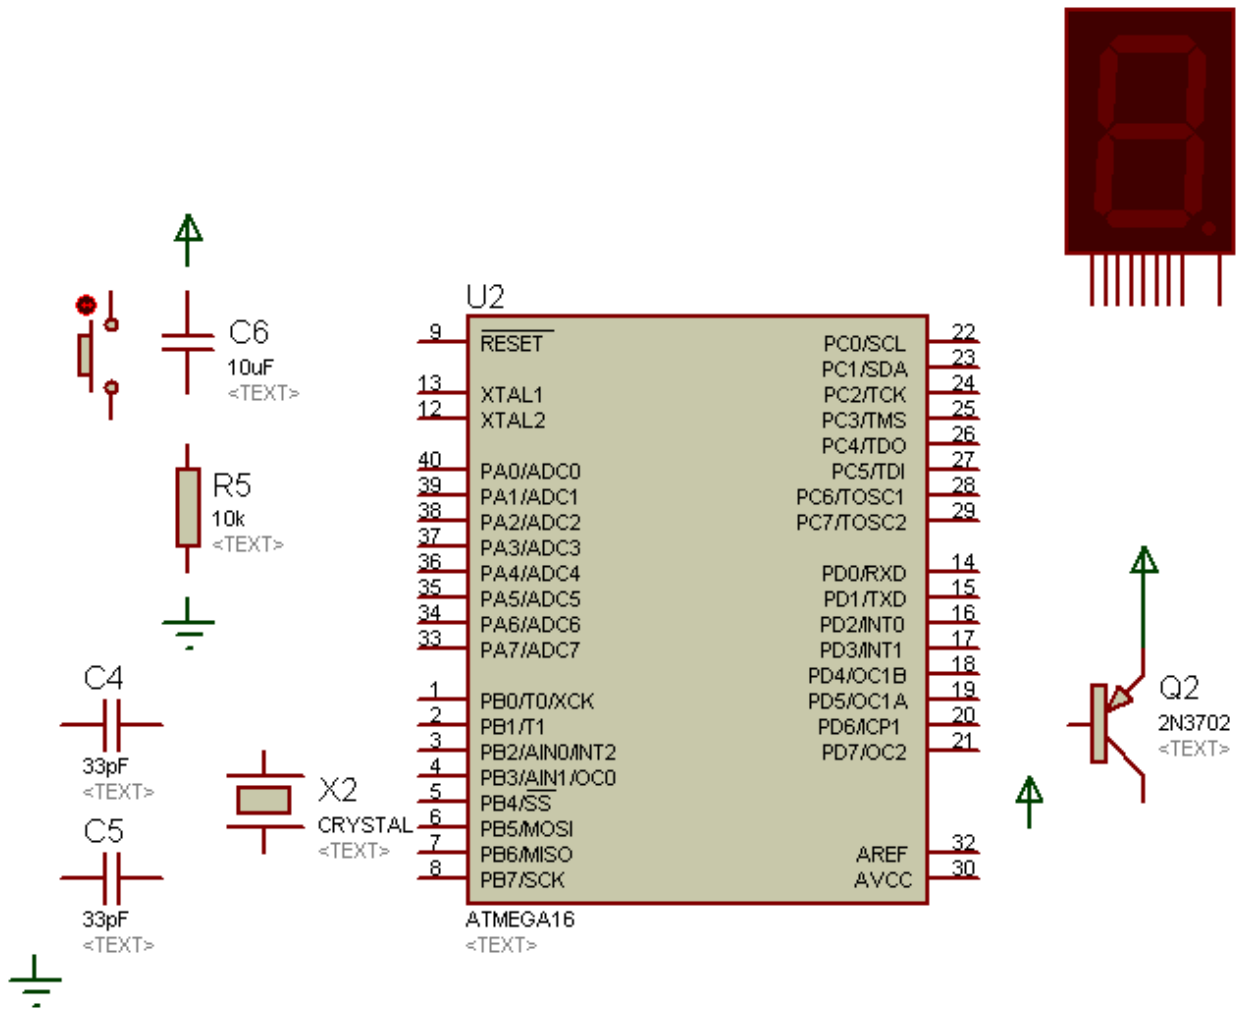 U2
C6
10uF
<TEXT>
R5
10k
<TEXT>
C4
33pF
<TEXT>
C5
33pF
<TEXT>
X2
CRYSTAL
<TEXT>
9 RESET
13 XTAL1
12 XTAL2
40 PA0/ADC0
39 PA1/ADC1
38 PA2/ADC2
37 PA3/ADC3
36 PA4/ADC4
35 PA5/ADC5
34 PA6/ADC6
33 PA7/ADC7
1 PB0/T0/XCK
2 PB1/T1
3 PB2/AIN0/INT2
4 PB3/AIN1/OC0
5 PB4/SS
6 PB5/MOSI
7 PB6/MISO
8 PB7/SCK
PC0/SCL 22
PC1/SDA 23
PC2/TCK 24
PC3/TMS 25
PC4/TDO 26
PC5/TDI 27
PC6/TOSC1 28
PC7/TOSC2 29
PD0/RXD 14
PD1/TXD 15
PD2/INT0 16
PD3/INT1 17
PD4/OC1B 18
PD5/OC1A 19
PD6/ICP1 20
PD7/OC2 21
AREF 32
AVCC 30
ATMEGA16
<TEXT>
Q2
2N3702
<TEXT>